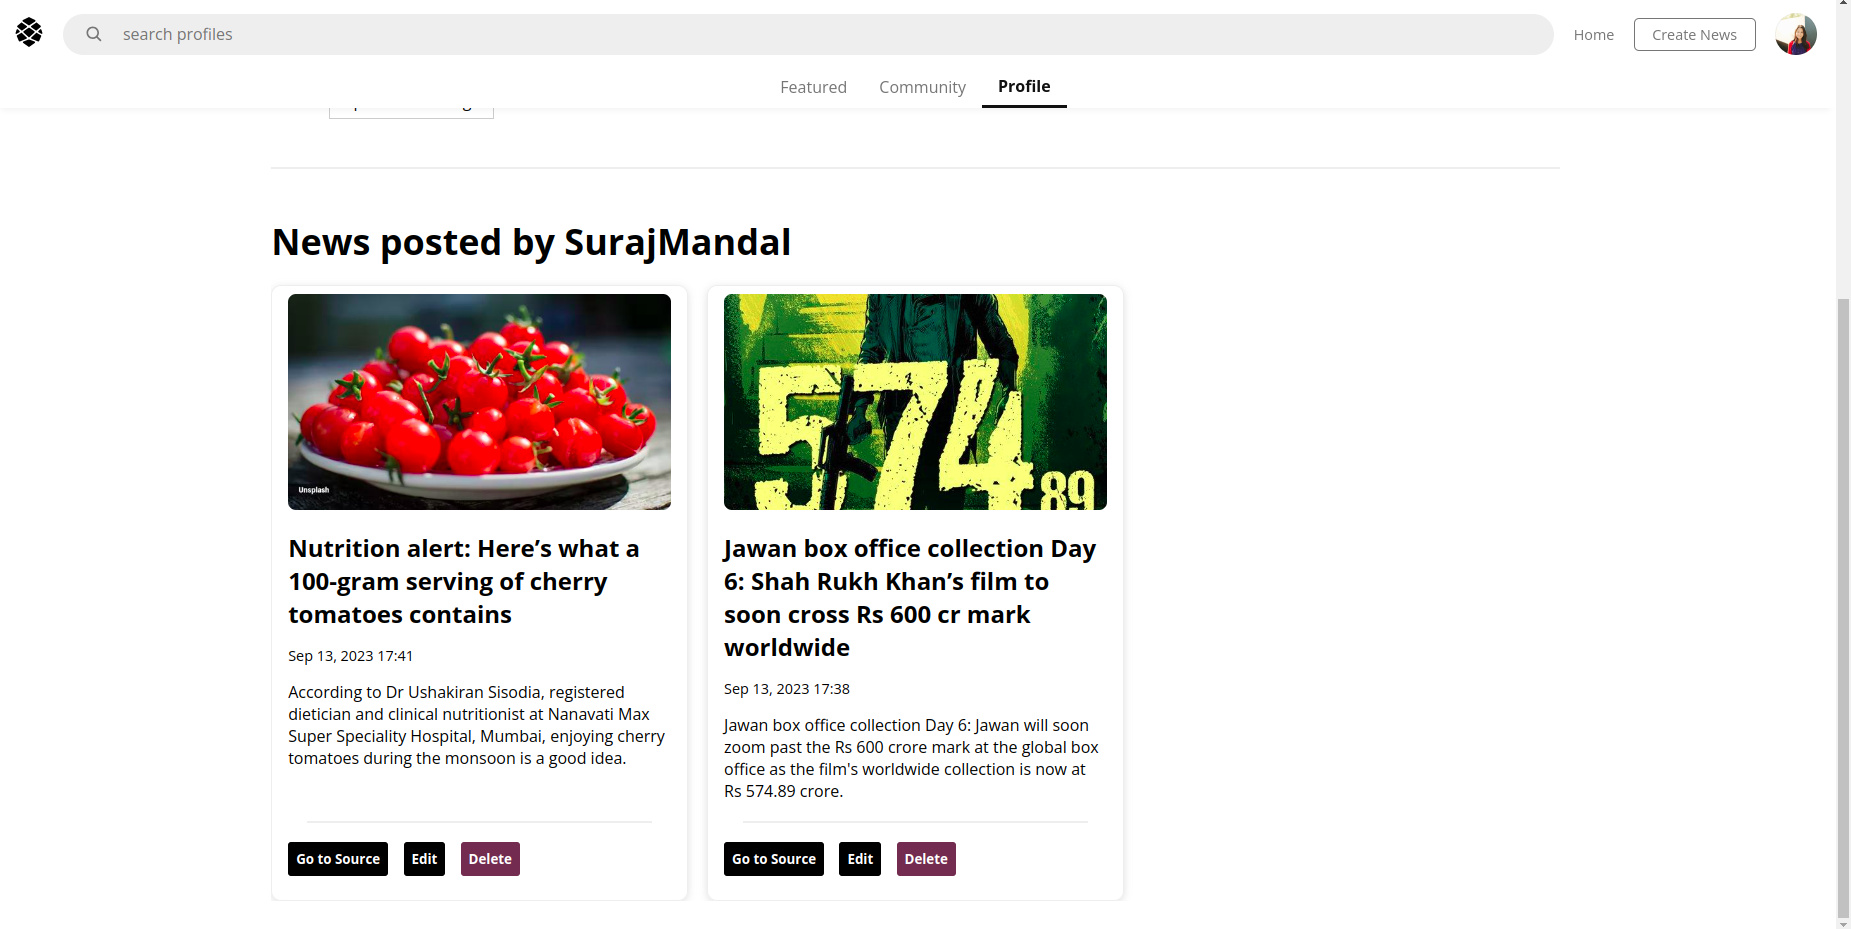 search profiles
Home
Create News
Featured
Community
Profile
News posted by SurajMandal
Unsplash
Nutrition alert: Here’s what a
100-gram serving of cherry
tomatoes contains
Sep 13, 2023 17:41
According to Dr Ushakiran Sisodia, registered
dietician and clinical nutritionist at Nanavati Max
Super Speciality Hospital, Mumbai, enjoying cherry
tomatoes during the monsoon is a good idea.
Go to Source
Edit
Delete
574
89
Jawan box office collection Day
6: Shah Rukh Khan’s film to
soon cross Rs 600 cr mark
worldwide
Sep 13, 2023 17:38
Jawan box office collection Day 6: Jawan will soon
zoom past the Rs 600 crore mark at the global box
office as the film's worldwide collection is now at
Rs 574.89 crore.
Go to Source
Edit
Delete